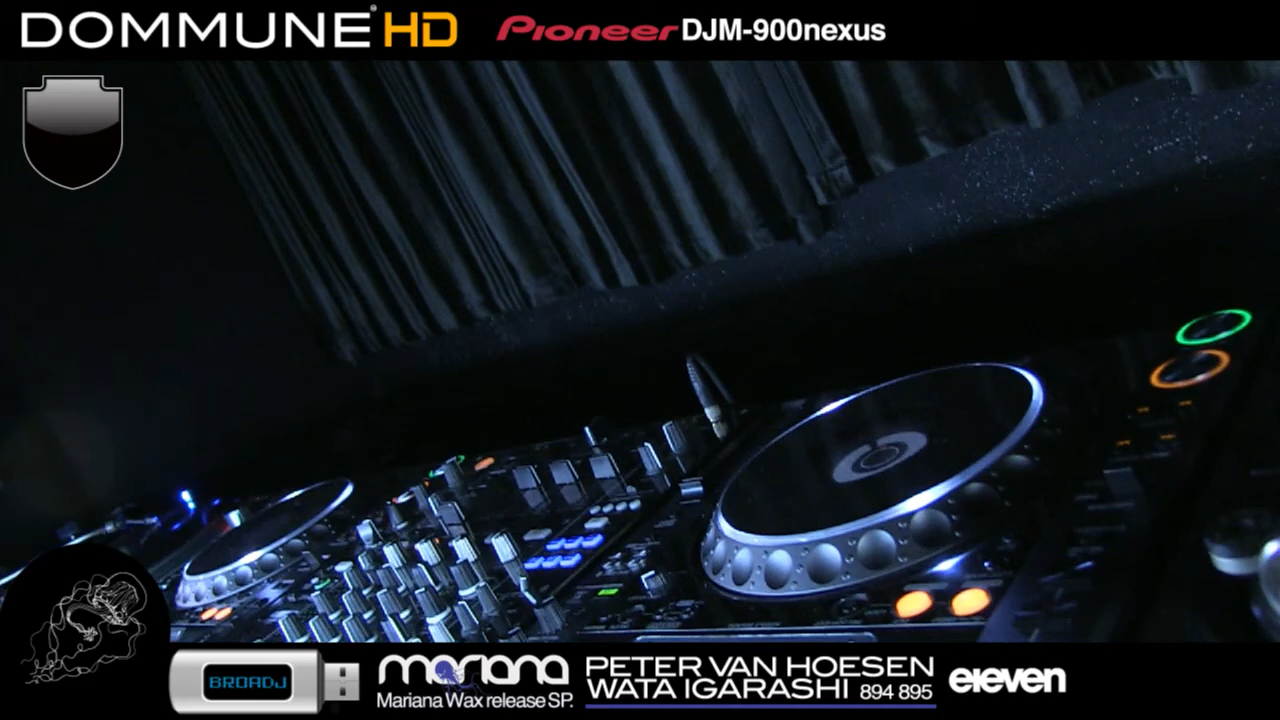 DOMMUNE HD Pioneer DJM-900nexus
BROADJ
mariana
Mariana Wax release SP.
PETER VAN HOESEN
WATA IGARASHI 894 895
eleven